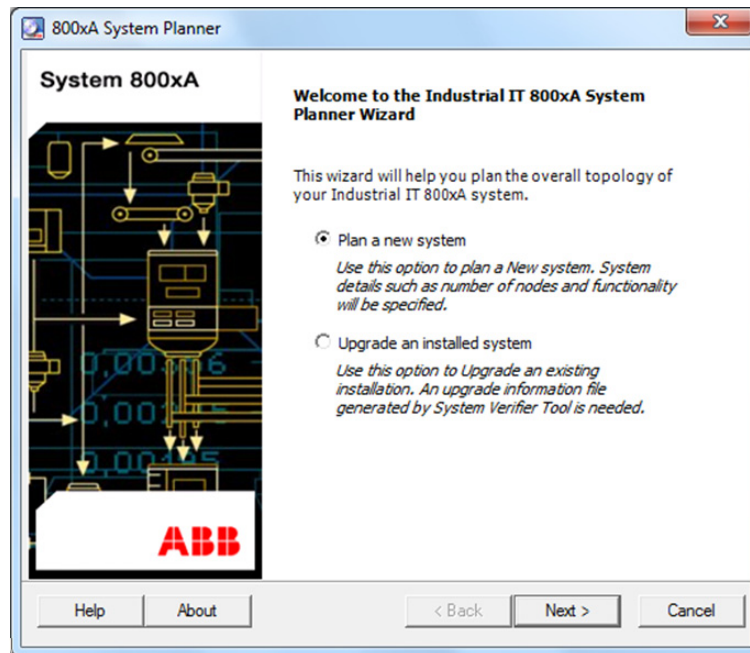 800xA System Planner
System 800xA
Welcome to the Industrial IT 800xA System
Planner Wizard
This wizard will help you plan the overall topology of
your Industrial IT 800xA system.
Plan a new system
Use this option to plan a New system. System
details such as number of nodes and functionality
will be specified.
Upgrade an installed system
Use this option to Upgrade an existing
installation. An upgrade information file
generated by System Verifier Tool is needed.
ABB
Help
About
< Back
Next >
Cancel